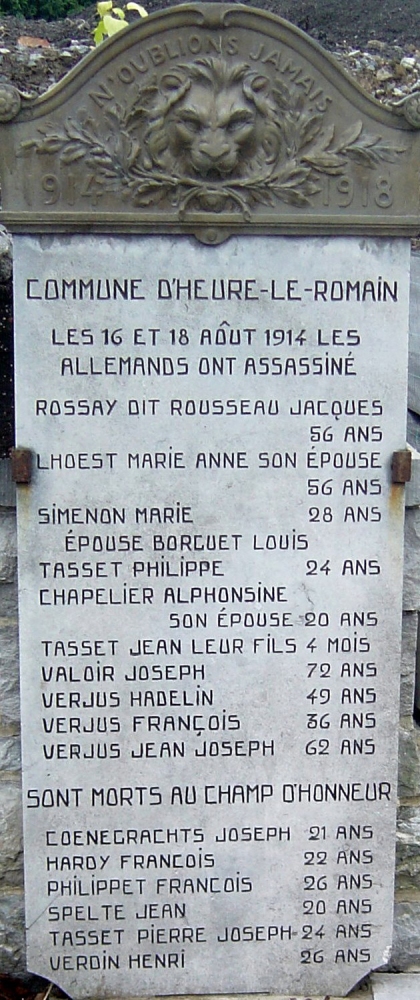 N'OUBLIONS JAMAIS
1914 1918
COMMUNE D'HEURE-LE-ROMAIN
LES 16 ET 18 AOÛT 1914 LES
ALLEMANDS ONT ASSASSINÉ
ROSSAY DIT ROUSSEAU JACQUES
56 ANS
LHOEST MARIE ANNE SON ÉPOUSE
56 ANS
SIMENON MARIE 28 ANS
ÉPOUSE BORGUET LOUIS
TASSET PHILIPPE 24 ANS
CHAPELIER ALPHONSINE
SON ÉPOUSE 20 ANS
TASSET JEAN LEUR FILS 4 MOIS
VALOIR JOSEPH 72 ANS
VERJUS HADELIN 49 ANS
VERJUS FRANÇOIS 36 ANS
VERJUS JEAN JOSEPH 62 ANS
SONT MORTS AU CHAMP D'HONNEUR
COENEGRACHTS JOSEPH 21 ANS
HARDY FRANCOIS 22 ANS
PHILIPPET FRANCOIS 26 ANS
SPELTE JEAN 20 ANS
TASSET PIERRE JOSEPH 24 ANS
VERDIN HENRI 26 ANS